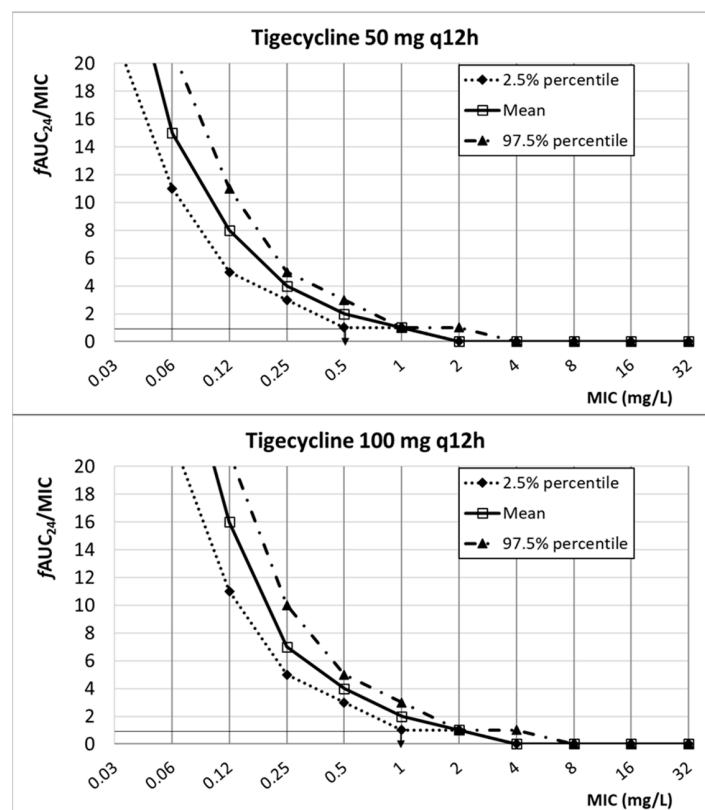 Tigecycline 50 mg q12h
fAUC24/MIC
20
18
16
14
12
10
8
6
4
2
0
2.5% percentile
Mean
97.5% percentile
0.03 0.06 0.12 0.25 0.5 1 2 4 8 16 32
MIC (mg/L)
Tigecycline 100 mg q12h
fAUC24/MIC
20
18
16
14
12
10
8
6
4
2
0
2.5% percentile
Mean
97.5% percentile
0.03 0.06 0.12 0.25 0.5 1 2 4 8 16 32
MIC (mg/L)